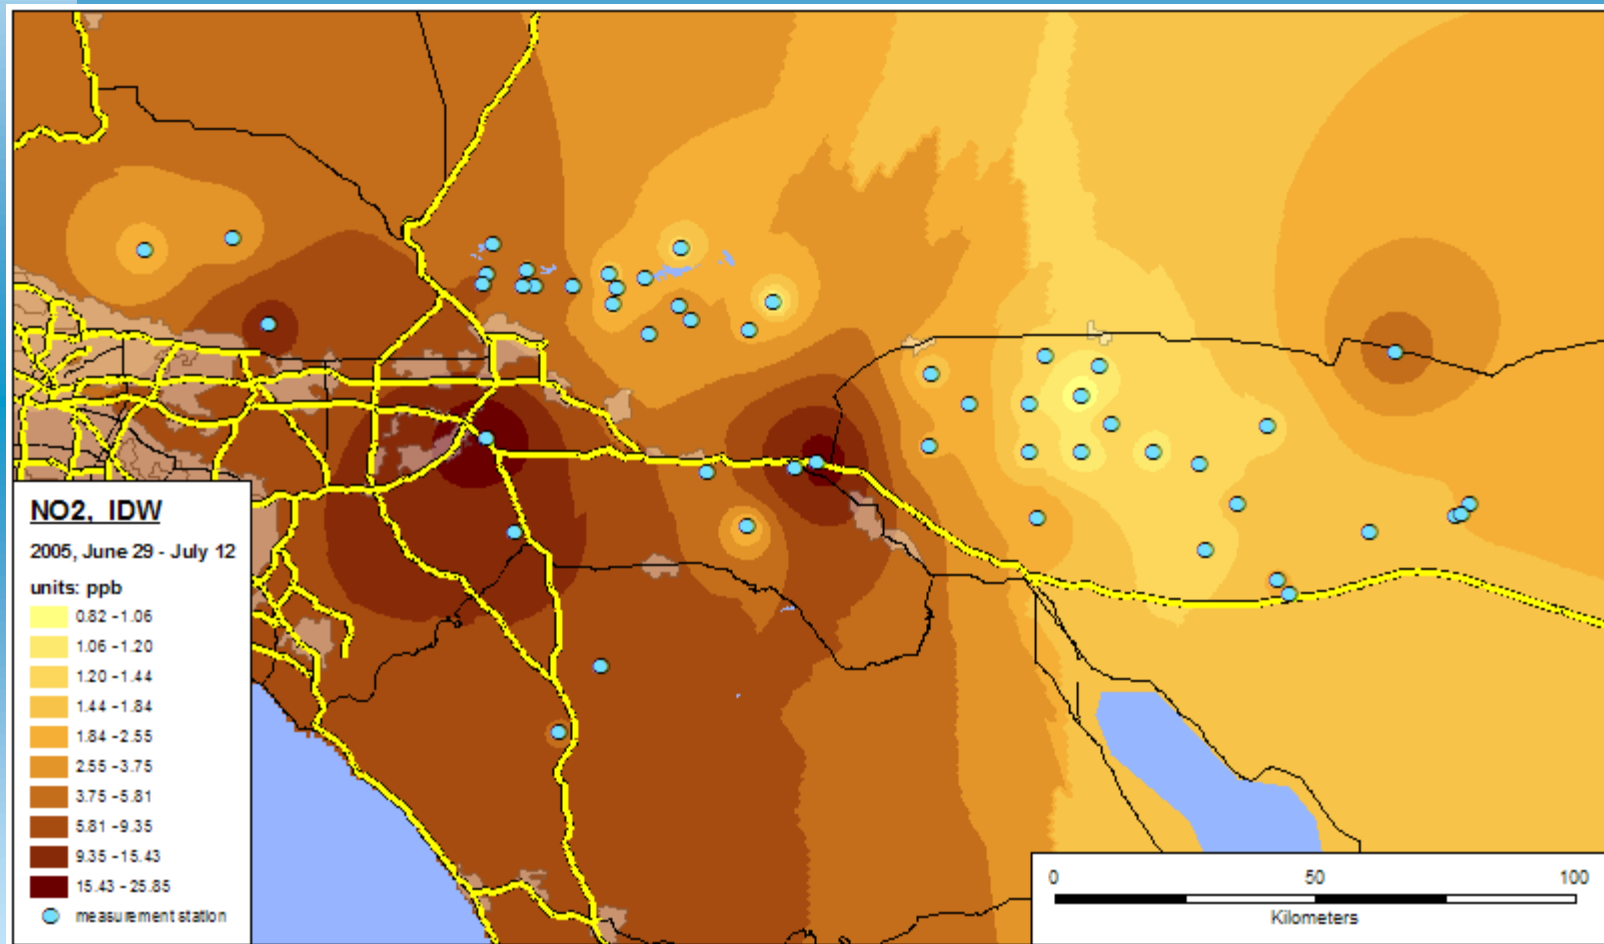 NO2, IDW
2005, June 29 - July 12
units: ppb
0.82 - 1.06
1.06 - 1.20
1.20 - 1.44
1.44 - 1.84
1.84 - 2.55
2.55 - 3.75
3.75 - 5.81
5.81 - 9.35
9.35 - 15.43
15.43 - 25.85
measurement station
0 50 100
Kilometers